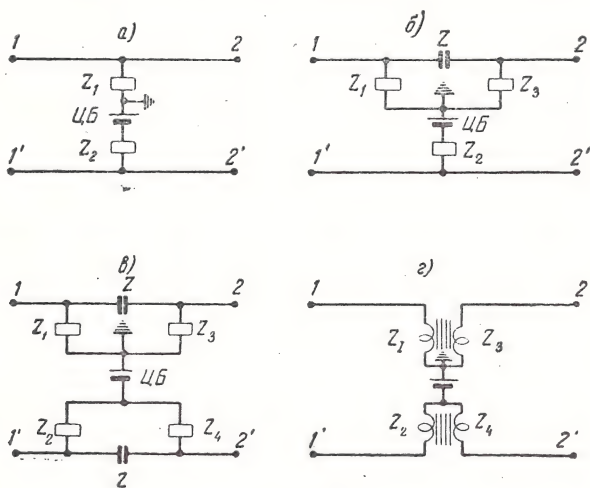 а) б)
1 2 1 Z 2
Z₁ Z₁ Z₃
ЦБ ЦБ
1' Z₂ 2' 1' Z₂ 2'
в) г)
1 Z 2 1 2
Z₁ Z₃ Z₁ Z₃
ЦБ
1' Z₂ Z₄ 2' 1' Z₂ Z₄ 2'
Z